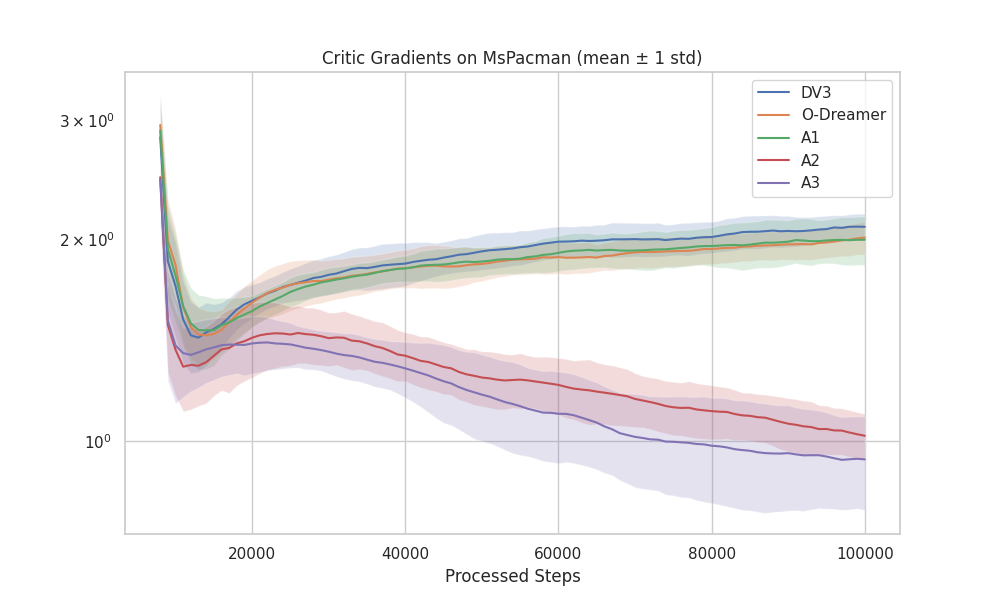 Critic Gradients on MsPacman (mean ± 1 std)
3 × 10⁰
2 × 10⁰
10⁰
DV3
O-Dreamer
A1
A2
A3
20000 40000 60000 80000 100000
Processed Steps